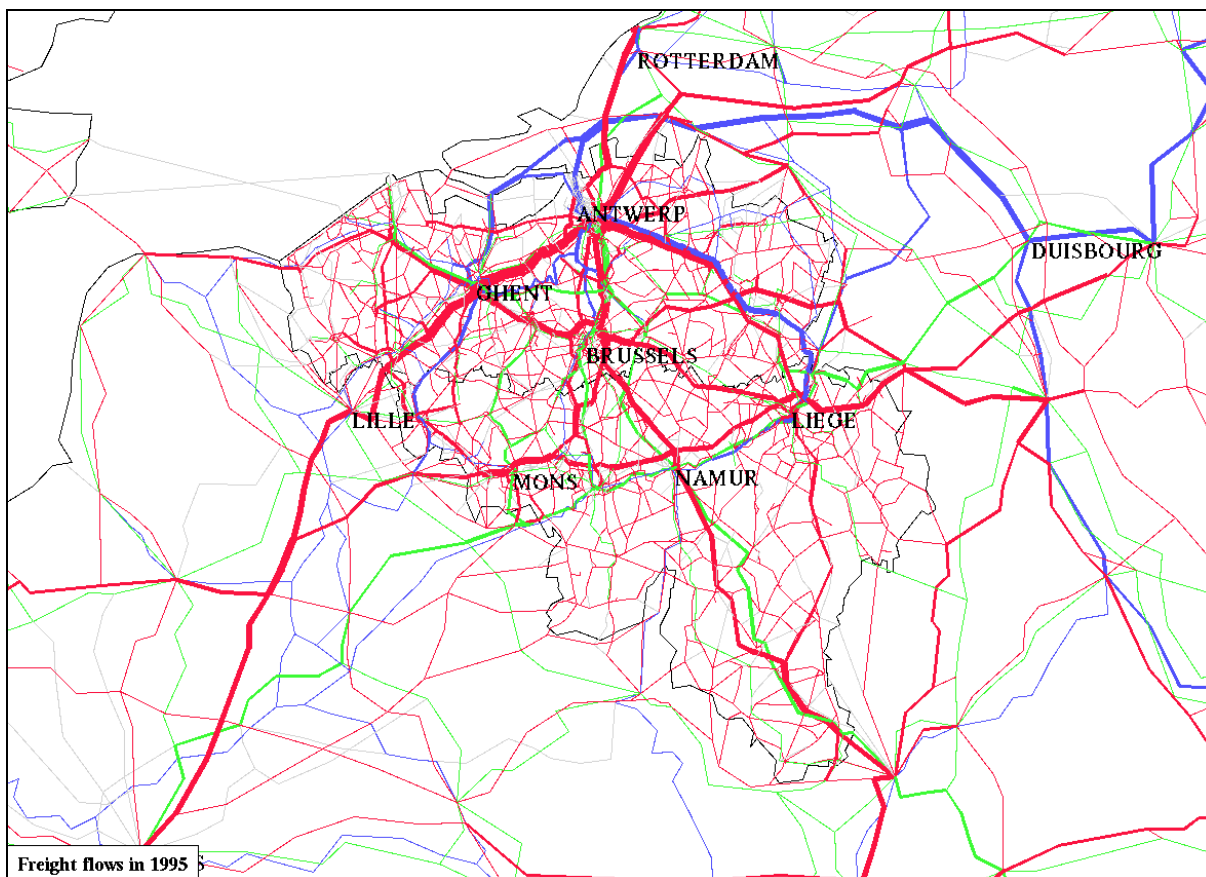 ROTTERDAM
ANTWERP
DUISBOURG
GHENT
BRUSSELS
LILLE
LIEGE
MONS
NAMUR
Freight flows in 1995